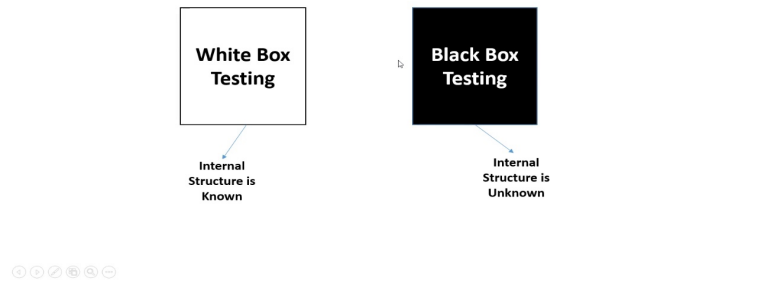 White Box
Testing
Black Box
Testing
Internal
Structure is
Known
Internal
Structure is
Unknown